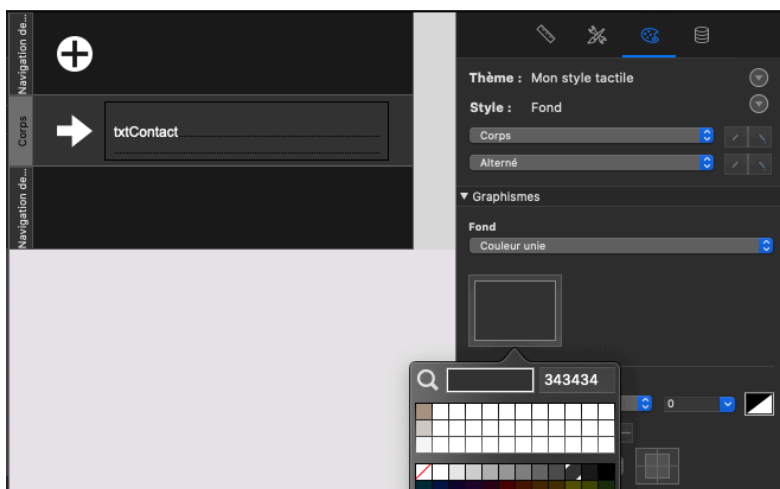 Navigation de...
Corps
txtContact
Navigation de...
Thème : Mon style tactile
Style : Fond
Corps
Alterné
Graphismes
Fond
Couleur unie
343434
0